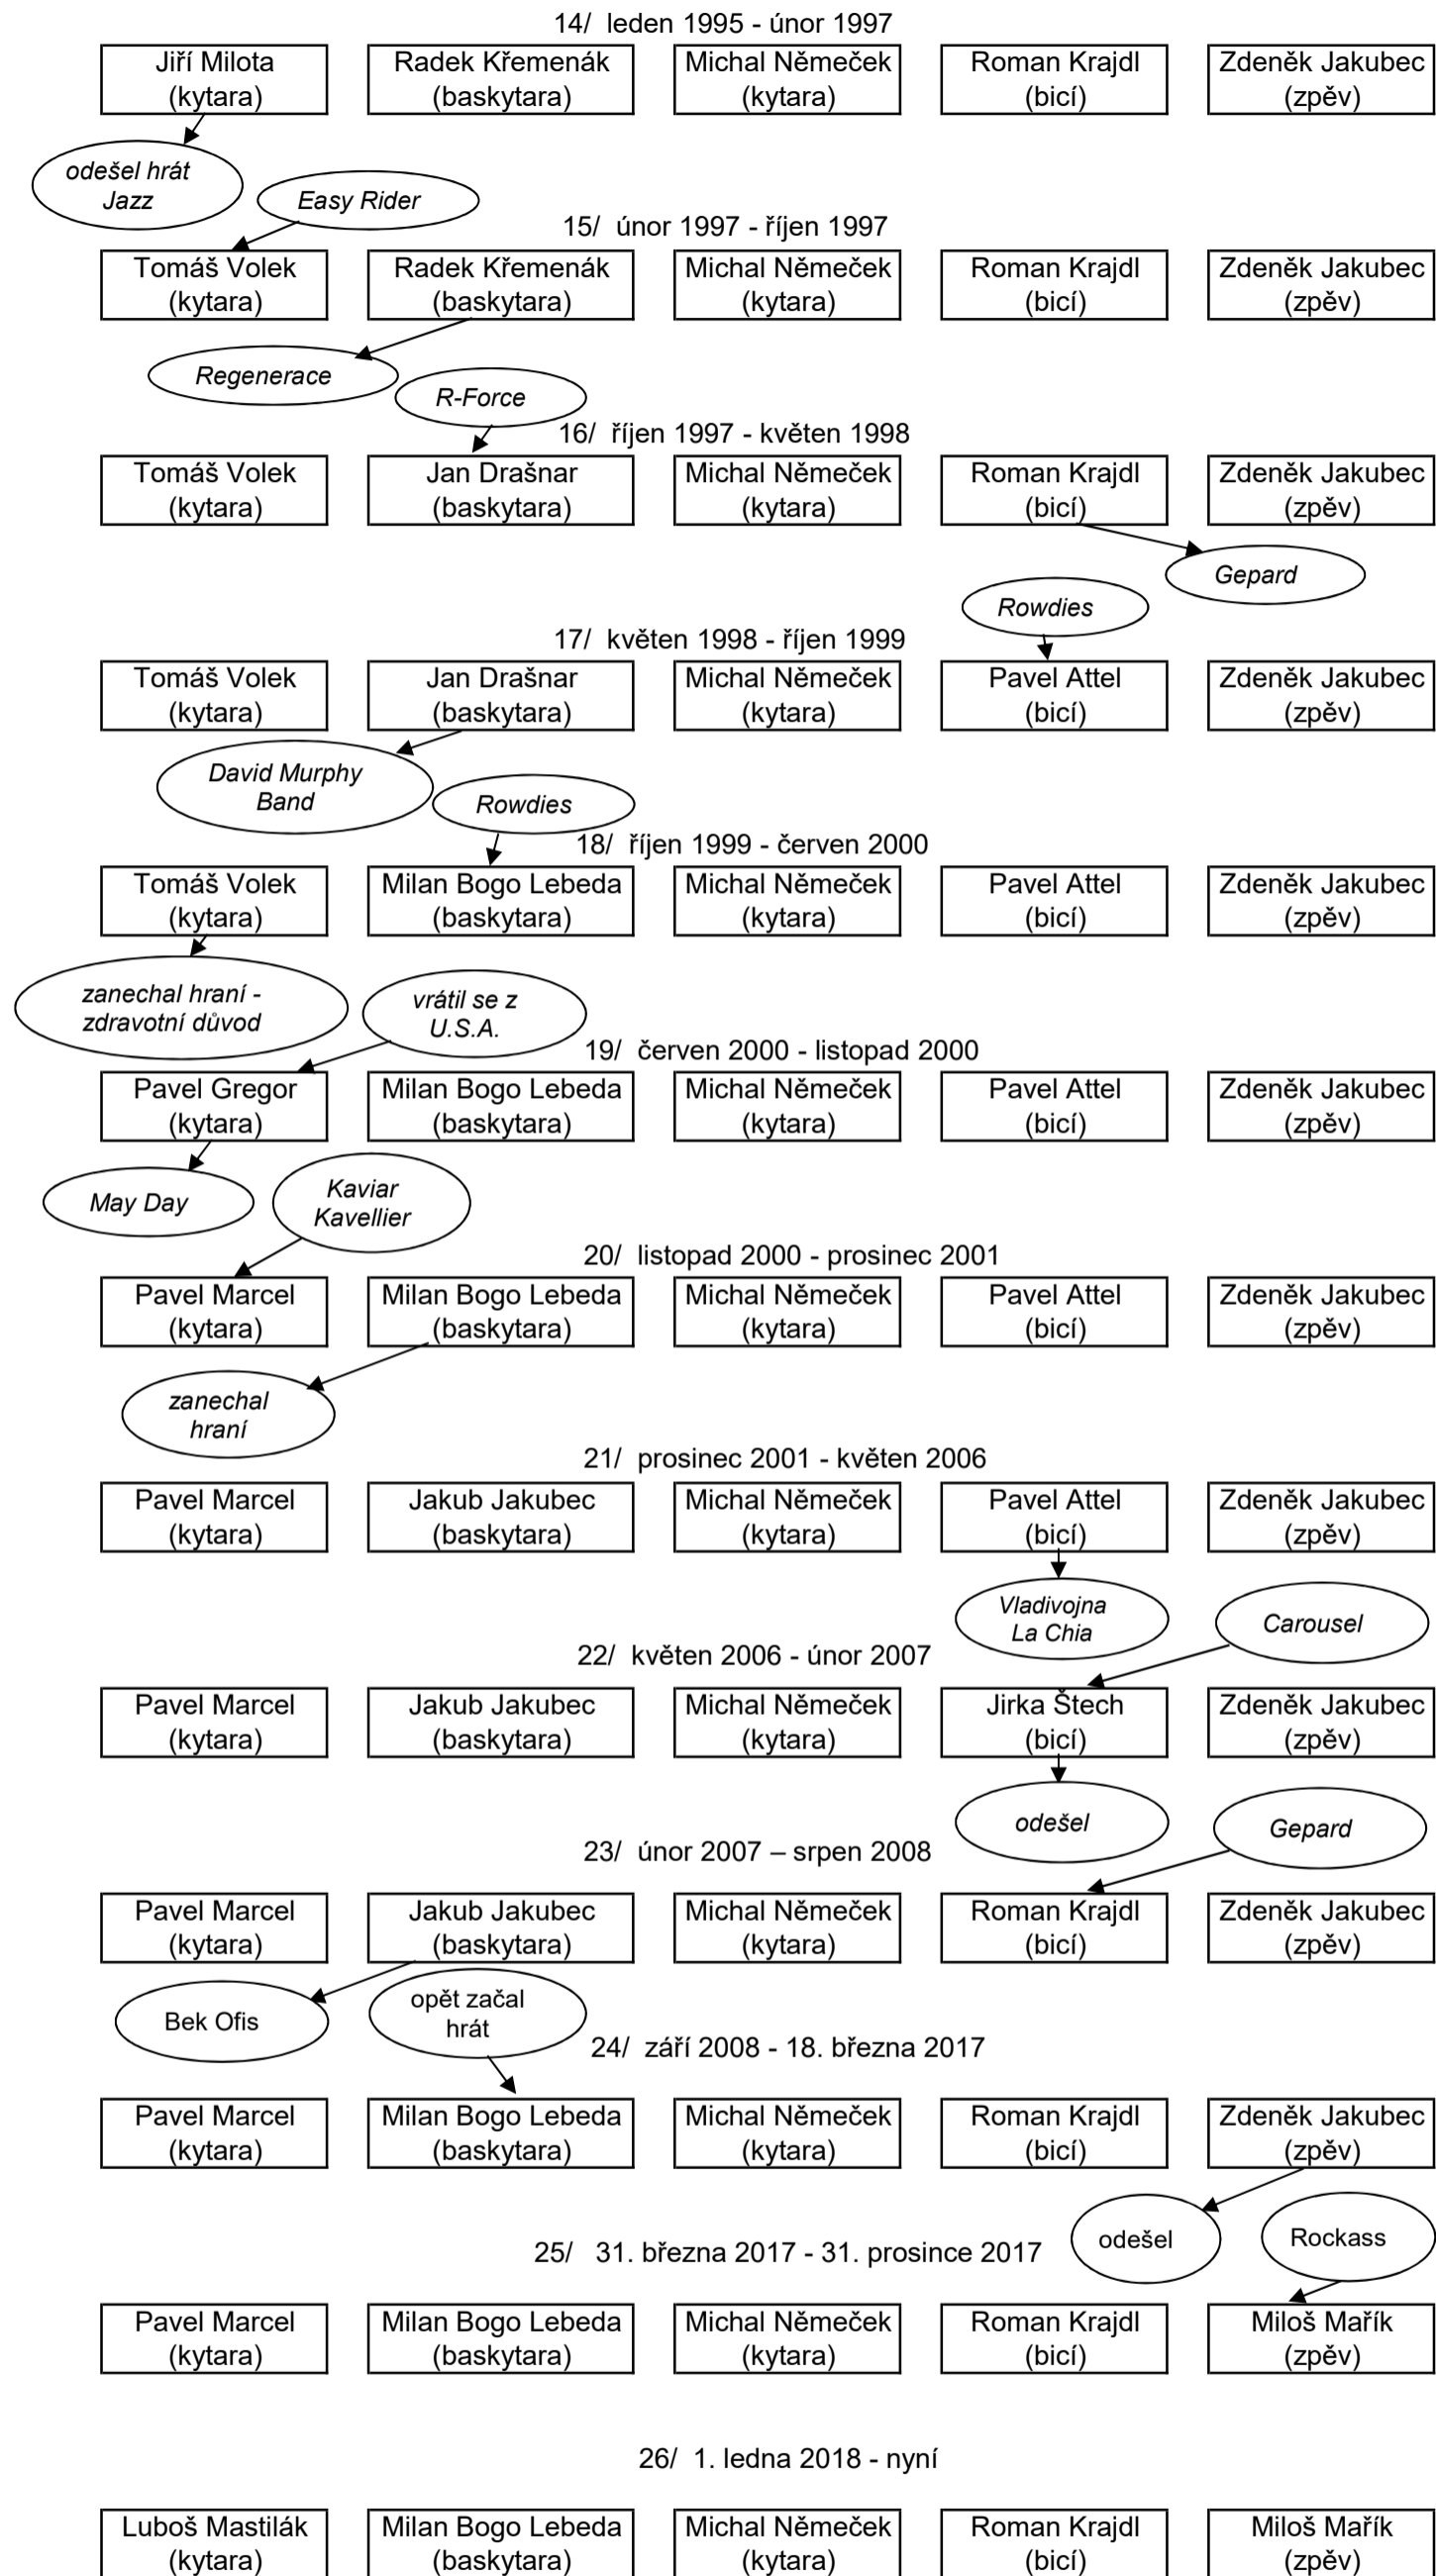 14/  leden 1995 - únor 1997
Jiří Milota
(kytara)
Radek Křemenák
(baskytara)
Michal Němeček
(kytara)
Roman Krajdl
(bicí)
Zdeněk Jakubec
(zpěv)
odešel hrát
Jazz
Easy Rider
15/  únor 1997 - říjen 1997
Tomáš Volek
(kytara)
Radek Křemenák
(baskytara)
Michal Němeček
(kytara)
Roman Krajdl
(bicí)
Zdeněk Jakubec
(zpěv)
Regenerace
R-Force
16/  říjen 1997 - květen 1998
Tomáš Volek
(kytara)
Jan Drašnar
(baskytara)
Michal Němeček
(kytara)
Roman Krajdl
(bicí)
Zdeněk Jakubec
(zpěv)
Gepard
Rowdies
17/  květen 1998 - říjen 1999
Tomáš Volek
(kytara)
Jan Drašnar
(baskytara)
Michal Němeček
(kytara)
Pavel Attel
(bicí)
Zdeněk Jakubec
(zpěv)
David Murphy
Band
Rowdies
18/  říjen 1999 - červen 2000
Tomáš Volek
(kytara)
Milan Bogo Lebeda
(baskytara)
Michal Němeček
(kytara)
Pavel Attel
(bicí)
Zdeněk Jakubec
(zpěv)
zanechal hraní -
zdravotní důvod
vrátil se z
U.S.A.
19/  červen 2000 - listopad 2000
Pavel Gregor
(kytara)
Milan Bogo Lebeda
(baskytara)
Michal Němeček
(kytara)
Pavel Attel
(bicí)
Zdeněk Jakubec
(zpěv)
May Day
Kaviar
Kavellier
20/  listopad 2000 - prosinec 2001
Pavel Marcel
(kytara)
Milan Bogo Lebeda
(baskytara)
Michal Němeček
(kytara)
Pavel Attel
(bicí)
Zdeněk Jakubec
(zpěv)
zanechal
hraní
21/  prosinec 2001 - květen 2006
Pavel Marcel
(kytara)
Jakub Jakubec
(baskytara)
Michal Němeček
(kytara)
Pavel Attel
(bicí)
Zdeněk Jakubec
(zpěv)
Vladivojna
La Chia
Carousel
22/  květen 2006 - únor 2007
Pavel Marcel
(kytara)
Jakub Jakubec
(baskytara)
Michal Němeček
(kytara)
Jirka Štech
(bicí)
Zdeněk Jakubec
(zpěv)
odešel
Gepard
23/  únor 2007 – srpen 2008
Pavel Marcel
(kytara)
Jakub Jakubec
(baskytara)
Michal Němeček
(kytara)
Roman Krajdl
(bicí)
Zdeněk Jakubec
(zpěv)
Bek Ofis
opět začal
hrát
24/  září 2008 - 18. března 2017
Pavel Marcel
(kytara)
Milan Bogo Lebeda
(baskytara)
Michal Němeček
(kytara)
Roman Krajdl
(bicí)
Zdeněk Jakubec
(zpěv)
odešel
Rockass
25/   31. března 2017 - 31. prosince 2017
Pavel Marcel
(kytara)
Milan Bogo Lebeda
(baskytara)
Michal Němeček
(kytara)
Roman Krajdl
(bicí)
Miloš Mařík
(zpěv)
26/  1. ledna 2018 - nyní
Luboš Mastilák
(kytara)
Milan Bogo Lebeda
(baskytara)
Michal Němeček
(kytara)
Roman Krajdl
(bicí)
Miloš Mařík
(zpěv)